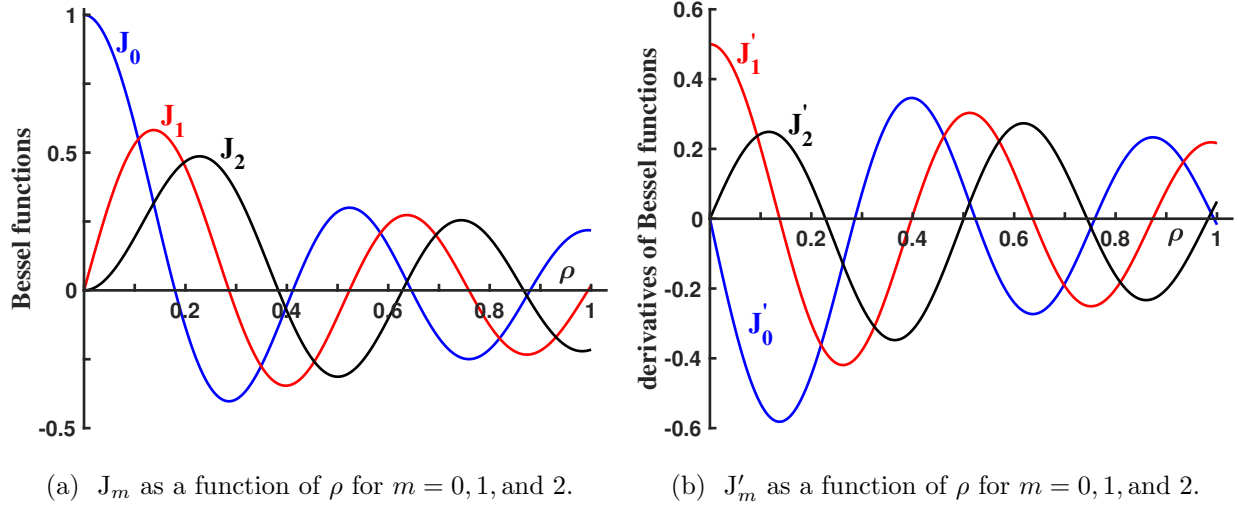 1
0.5
0
-0.5
0.2
0.4
0.6
0.8
1
Bessel functions
J₀
J₁
J₂
ρ
0.6
0.4
0.2
0
-0.2
-0.4
-0.6
0.2
0.4
0.6
0.8
1
derivatives of Bessel functions
J₁'
J₂'
J₀'
ρ
(a) Jₘ as a function of ρ for m = 0, 1, and 2.
(b) J′ₘ as a function of ρ for m = 0, 1, and 2.